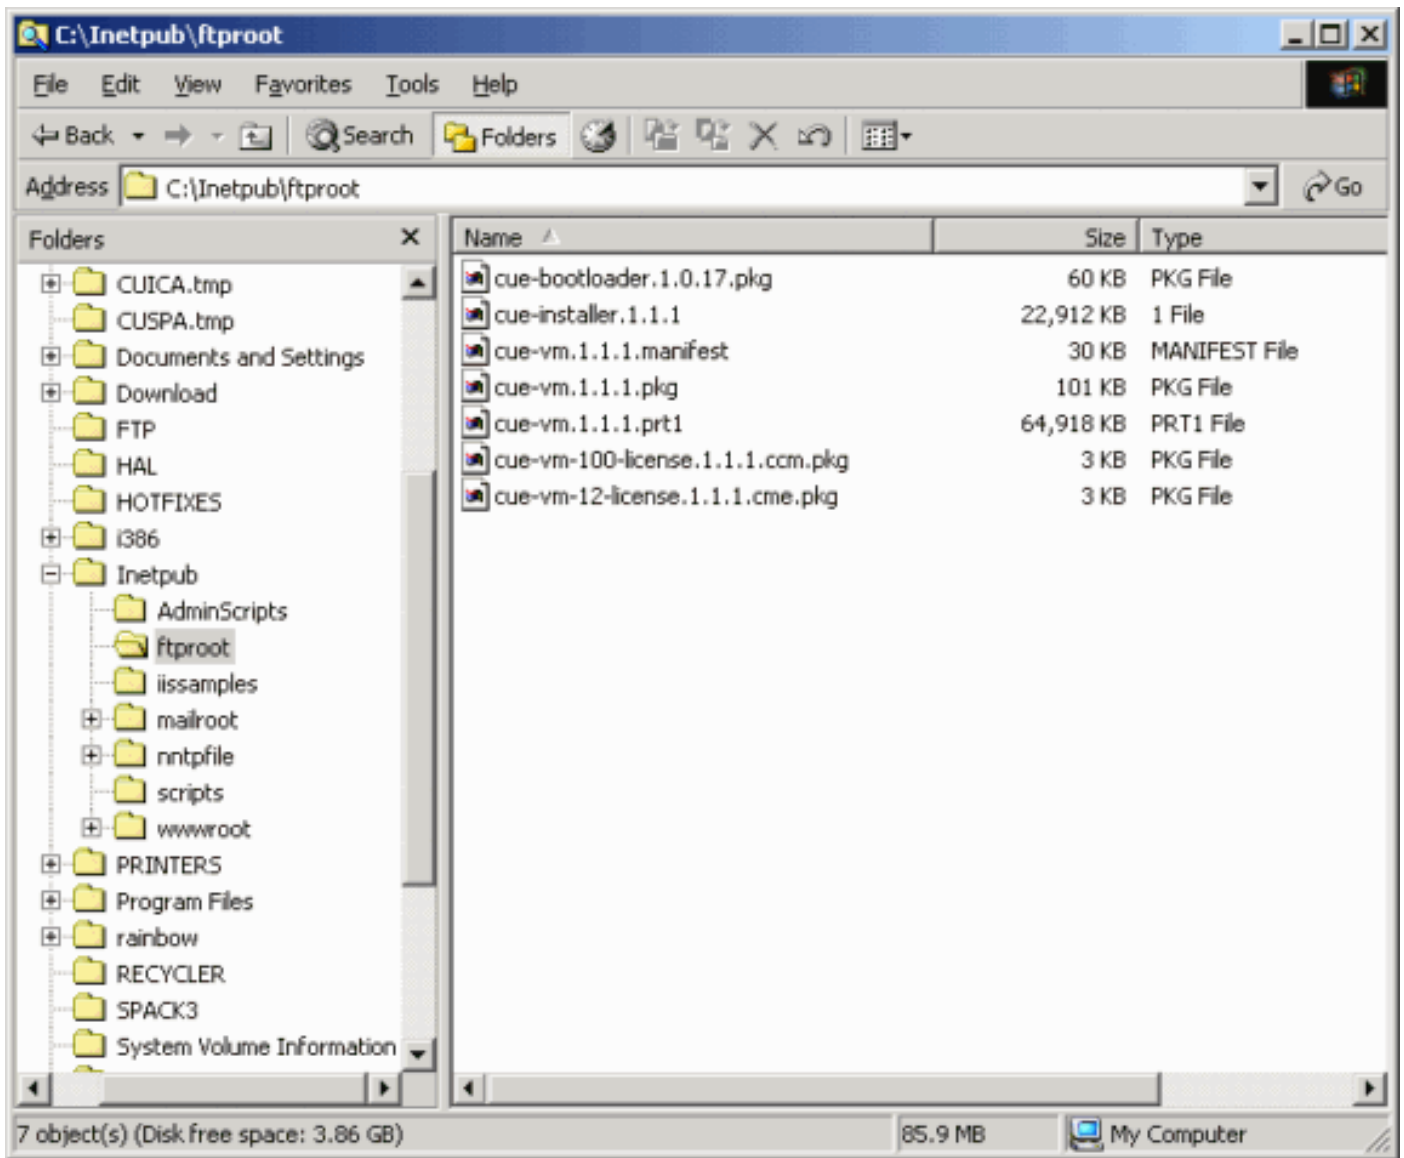 C:\Inetpub\ftproot
File Edit View Favorites Tools Help
Back Search Folders
Address C:\Inetpub\ftproot Go
Folders
CUICA.tmp
CUSPA.tmp
Documents and Settings
Download
FTP
HAL
HOTFIXES
i386
Inetpub
AdminScripts
ftproot
iissamples
mailroot
nntpfile
scripts
wwwroot
PRINTERS
Program Files
rainbow
RECYCLER
SPACK3
System Volume Information
Name Size Type
cue-bootloader.1.0.17.pkg 60 KB PKG File
cue-installer.1.1.1 22,912 KB 1 File
cue-vm.1.1.1.manifest 30 KB MANIFEST File
cue-vm.1.1.1.pkg 101 KB PKG File
cue-vm.1.1.1.prt1 64,918 KB PRT1 File
cue-vm-100-license.1.1.1.ccm.pkg 3 KB PKG File
cue-vm-12-license.1.1.1.cme.pkg 3 KB PKG File
7 object(s) (Disk free space: 3.86 GB) 85.9 MB My Computer